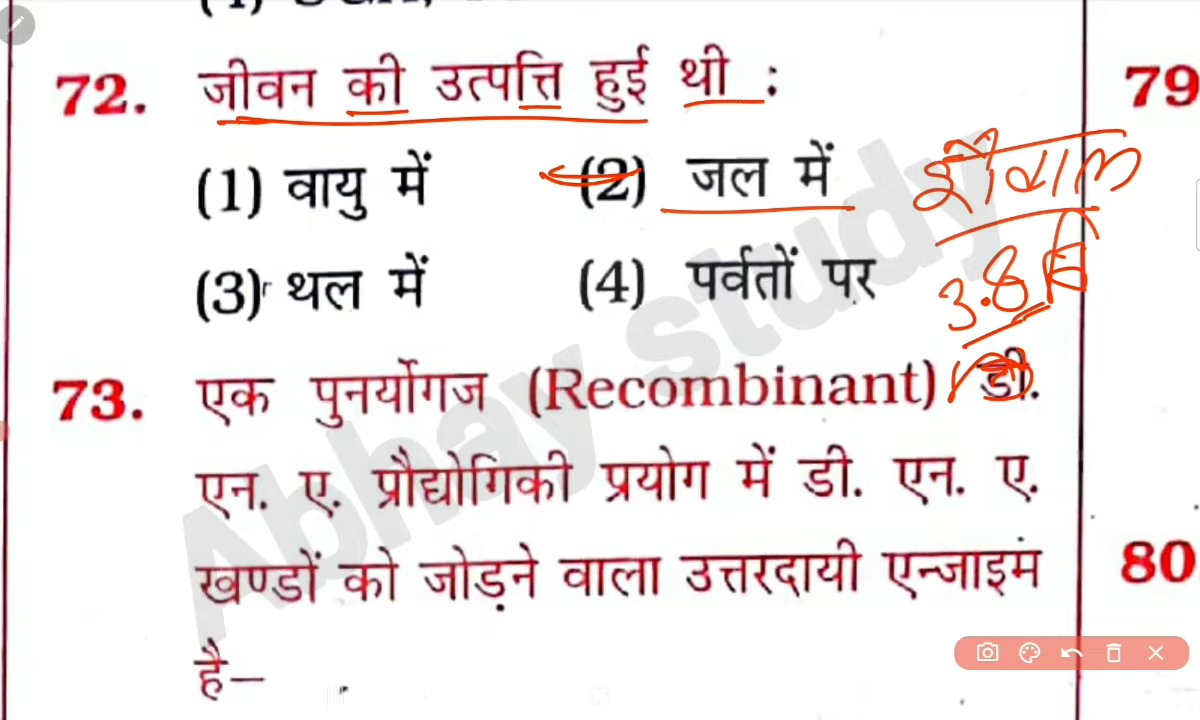 72. जीवन की उत्पत्ति हुई थी :
(1) वायु में (2) जल में
(3) थल में (4) पर्वतों पर
शैवाल
3.8 बि
73. एक पुनर्योगज (Recombinant) डी.
एन. ए. प्रौद्योगिकी प्रयोग में डी. एन. ए.
खण्डों को जोड़ने वाला उत्तरदायी एन्जाइम
है–
79
80
Abhay study